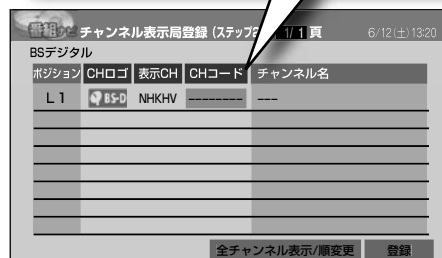 番組ナビ チャンネル表示局登録 (ステップ2 1/1 頁 6/12(土)13:20
BSデジタル
ポジション CHロゴ 表示CH CHコード チャンネル名
L1 BS-D NHKHV -------- ---
全チャンネル表示/順変更 登録